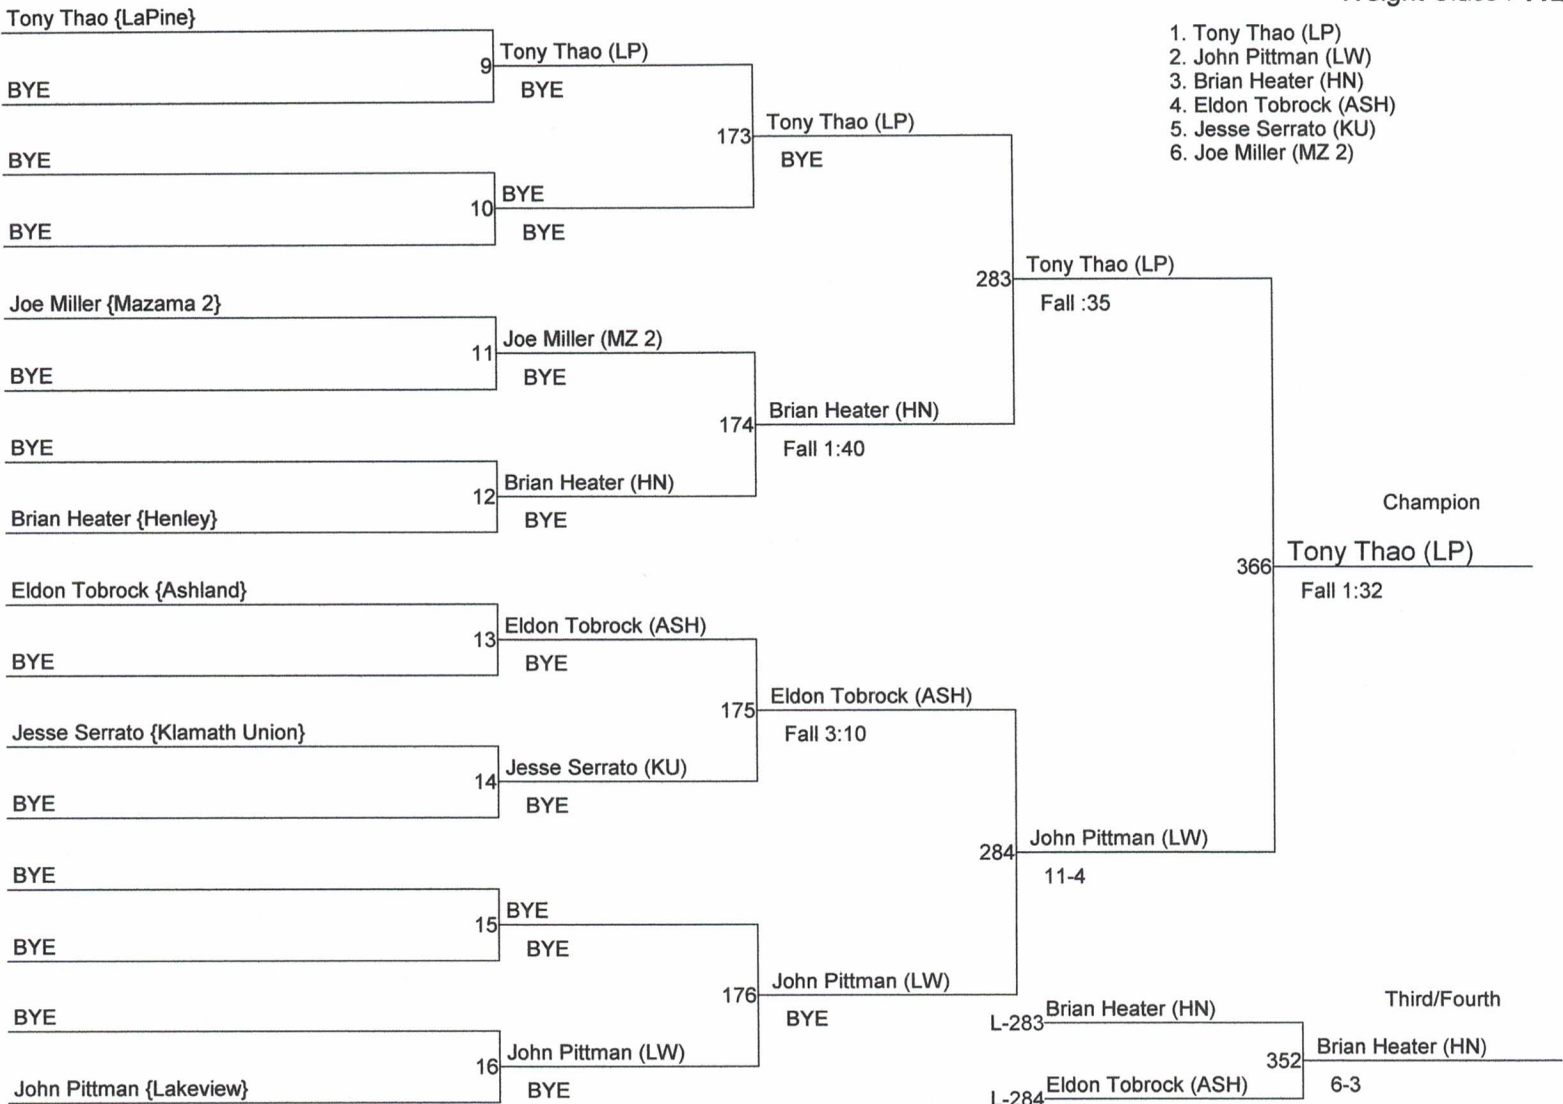 Tony Thao {LaPine}
9
Tony Thao (LP)
BYE
BYE
173
Tony Thao (LP)
BYE
BYE
10
BYE
BYE
BYE
283
Tony Thao (LP)
Fall :35
Joe Miller {Mazama 2}
11
Joe Miller (MZ 2)
BYE
BYE
174
Brian Heater (HN)
Fall 1:40
BYE
12
Brian Heater (HN)
BYE
Brian Heater {Henley}
Champion
366
Tony Thao (LP)
Fall 1:32
Eldon Tobrock {Ashland}
13
Eldon Tobrock (ASH)
BYE
BYE
175
Eldon Tobrock (ASH)
Fall 3:10
Jesse Serrato {Klamath Union}
14
Jesse Serrato (KU)
BYE
BYE
284
John Pittman (LW)
11-4
BYE
15
BYE
BYE
BYE
176
John Pittman (LW)
BYE
BYE
16
John Pittman (LW)
BYE
John Pittman {Lakeview}
1. Tony Thao (LP)
2. John Pittman (LW)
3. Brian Heater (HN)
4. Eldon Tobrock (ASH)
5. Jesse Serrato (KU)
6. Joe Miller (MZ 2)
Third/Fourth
L-283
Brian Heater (HN)
352
Brian Heater (HN)
6-3
L-284
Eldon Tobrock (ASH)